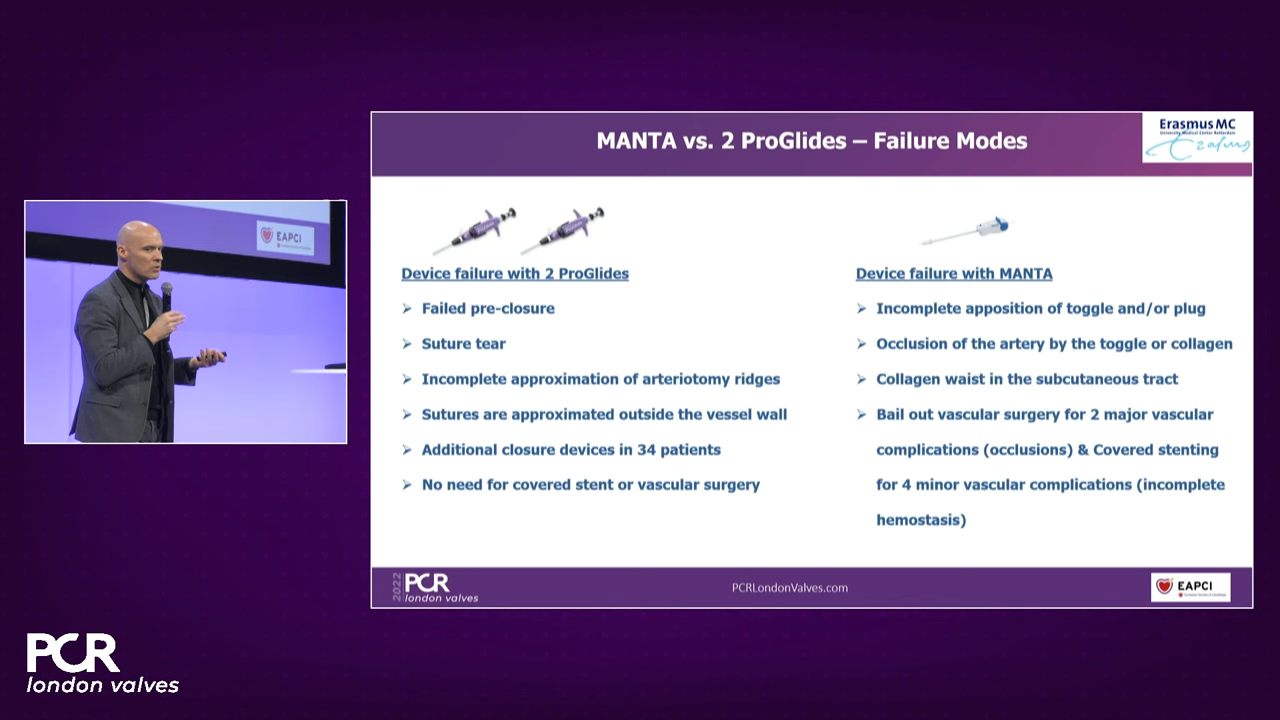 MANTA vs. 2 ProGlides – Failure Modes
Erasmus MC
University Medical Center Rotterdam
Erasmus
EAPCI
Device failure with 2 ProGlides
Failed pre-closure
Suture tear
Incomplete approximation of arteriotomy ridges
Sutures are approximated outside the vessel wall
Additional closure devices in 34 patients
No need for covered stent or vascular surgery
Device failure with MANTA
Incomplete apposition of toggle and/or plug
Occlusion of the artery by the toggle or collagen
Collagen waist in the subcutaneous tract
Bail out vascular surgery for 2 major vascular
complications (occlusions) & Covered stenting
for 4 minor vascular complications (incomplete
hemostasis)
2022
PCR
london valves
PCRLondonValves.com
EAPCI
PCR
london valves